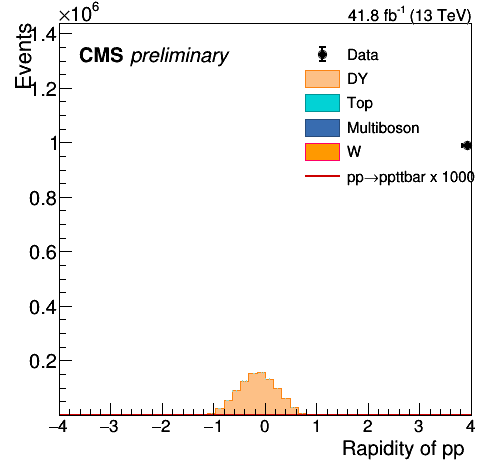 ×10⁶
41.8 fb⁻¹ (13 TeV)
Events
CMS preliminary
Data
DY
Top
Multiboson
W
pp→ppttbar x 1000
1.4
1.2
1
0.8
0.6
0.4
0.2
−4 −3 −2 −1 0 1 2 3 4
Rapidity of pp